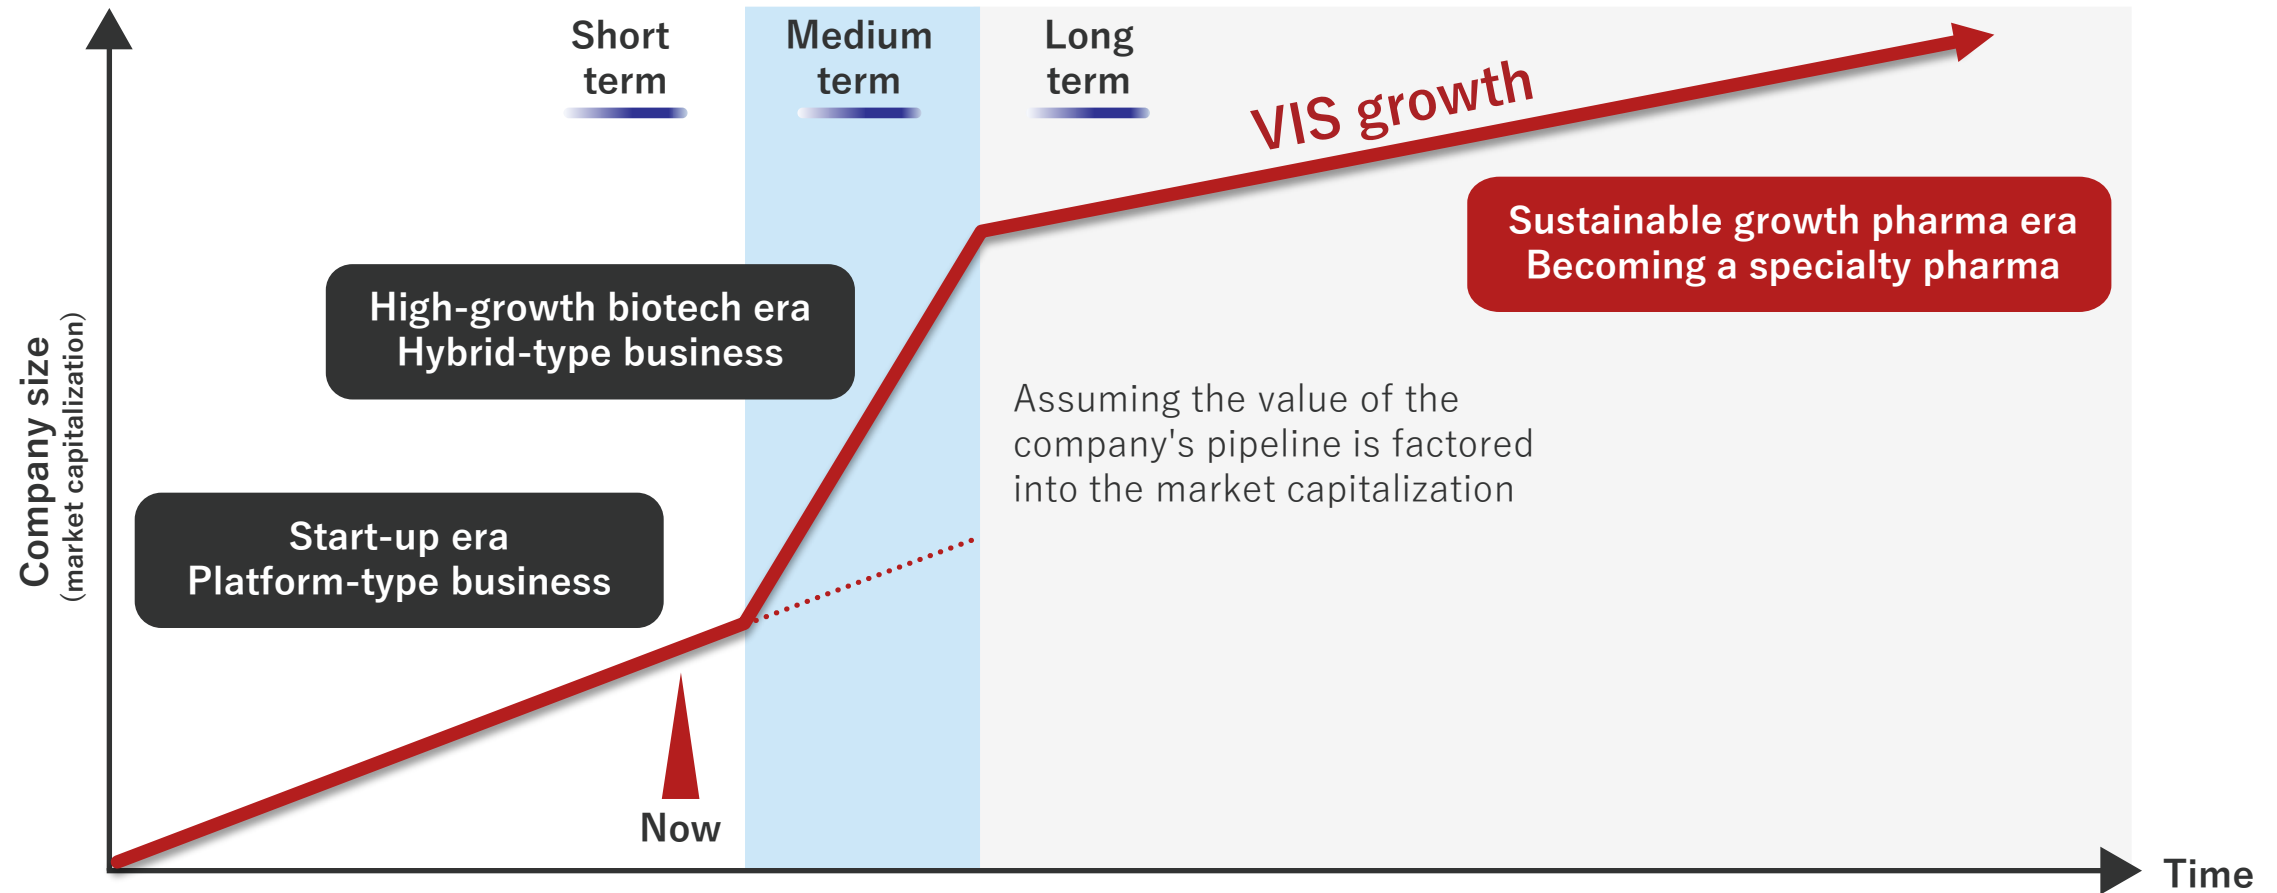 Short
term
Medium
term
Long
term
VIS growth
Sustainable growth pharma era
Becoming a specialty pharma
High-growth biotech era
Hybrid-type business
Assuming the value of the
company's pipeline is factored
into the market capitalization
Start-up era
Platform-type business
Company size
(market capitalization)
Now
Time